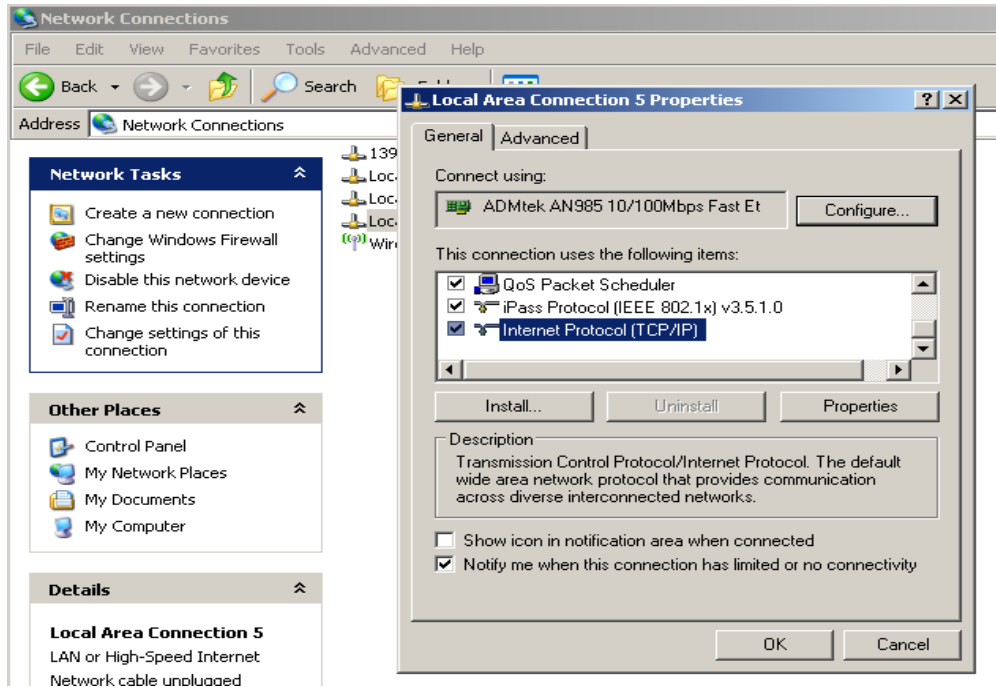 Network Connections
File Edit View Favorites Tools Advanced Help
Back Search
Address Network Connections
Network Tasks
Create a new connection
Change Windows Firewall
settings
Disable this network device
Rename this connection
Change settings of this
connection
Other Places
Control Panel
My Network Places
My Documents
My Computer
Details
Local Area Connection 5
LAN or High-Speed Internet
Network cable unplugged
139
Loc
Loc
Loc
Wir
Local Area Connection 5 Properties
General Advanced
Connect using:
ADMtek AN985 10/100Mbps Fast Et
Configure...
This connection uses the following items:
QoS Packet Scheduler
iPass Protocol (IEEE 802.1x) v3.5.1.0
Internet Protocol (TCP/IP)
Install... Uninstall Properties
Description
Transmission Control Protocol/Internet Protocol. The default
wide area network protocol that provides communication
across diverse interconnected networks.
Show icon in notification area when connected
Notify me when this connection has limited or no connectivity
OK Cancel